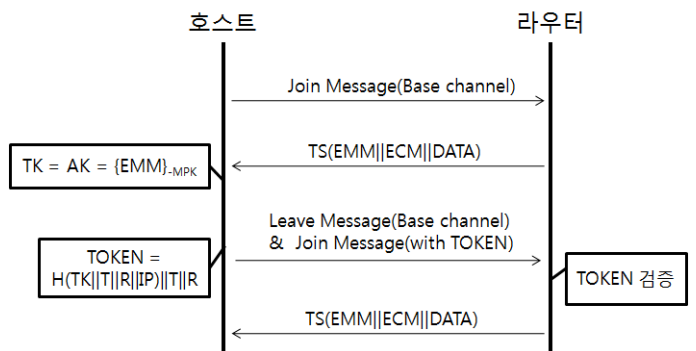 호스트
라우터
Join Message(Base channel)
TS(EMM||ECM||DATA)
TK = AK = {EMM}-MPK
Leave Message(Base channel)
& Join Message(with TOKEN)
TOKEN =
H(TK||T||R||IP)||T||R
TOKEN 검증
TS(EMM||ECM||DATA)